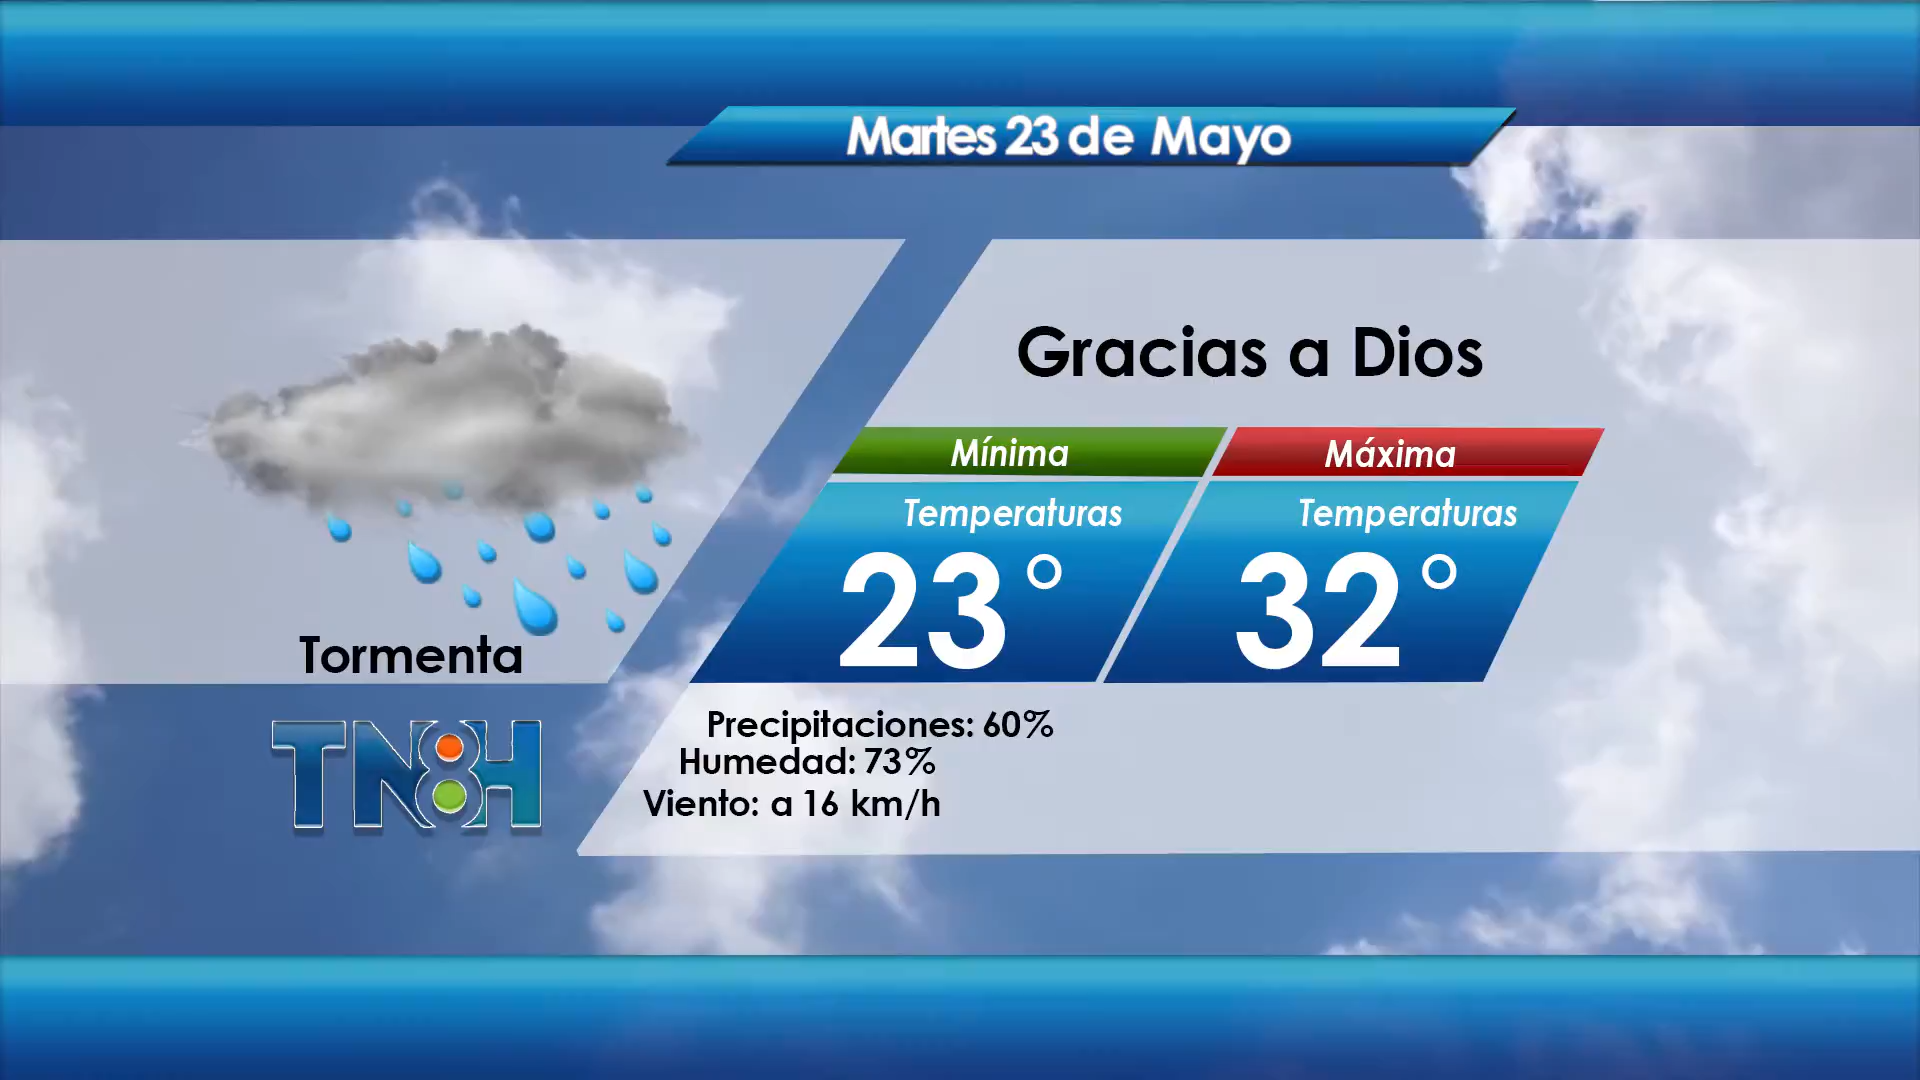 Martes 23 de Mayo
Gracias a Dios
Mínima
Máxima
Temperaturas
Temperaturas
23°
32°
Tormenta
TN8H
Precipitaciones: 60%
Humedad: 73%
Viento: a 16 km/h